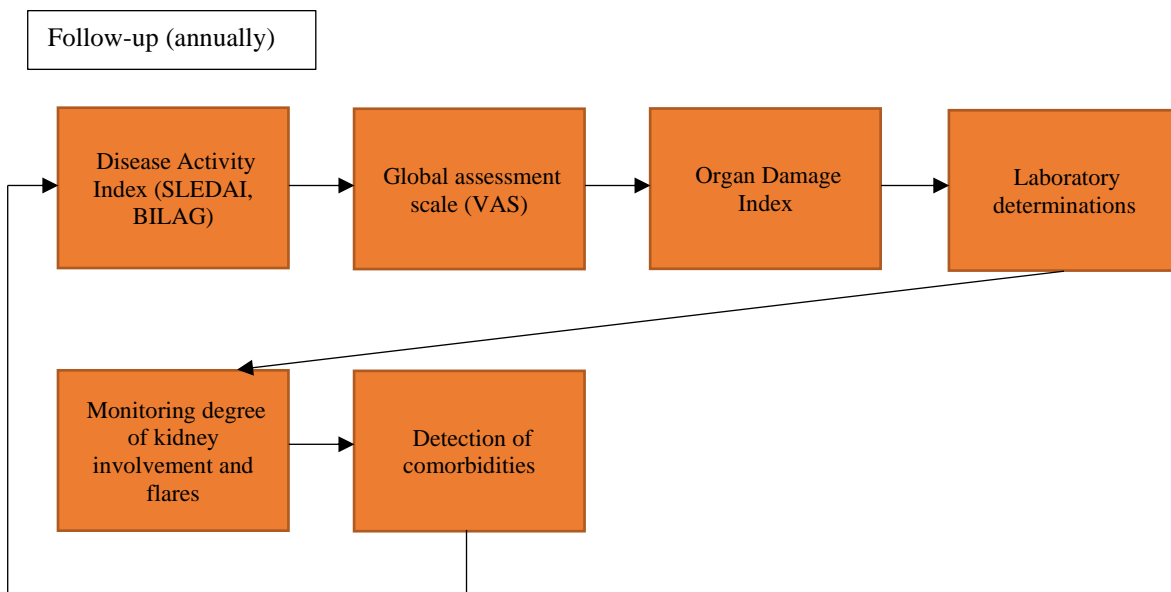 Follow-up (annually)
Disease Activity
Index (SLEDAI,
BILAG)
Global assessment
scale (VAS)
Organ Damage
Index
Laboratory
determinations
Monitoring degree
of kidney
involvement and
flares
Detection of
comorbidities